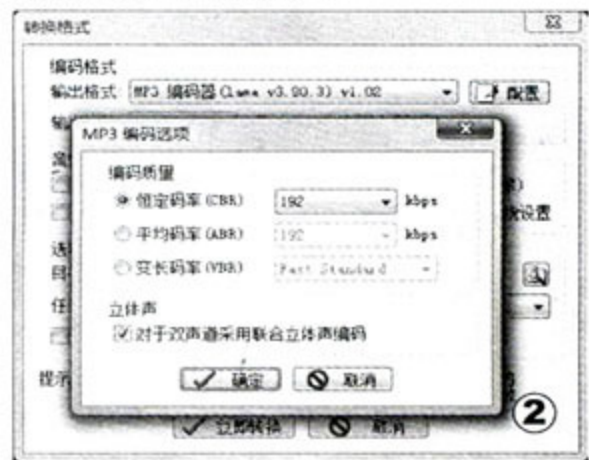 转换格式
编码格式
输出格式 MP3 编码器(Lame v3.90.3) v1.02 配置
MP3 编码选项
编码质量
恒定码率(CBR) 192 kbps
平均码率(ABR) 192 kbps
变长码率(VBR) Fast Standard
设置
立体声
对于双声道采用联合立体声编码
确定 取消
提示
立即转换 取消
②